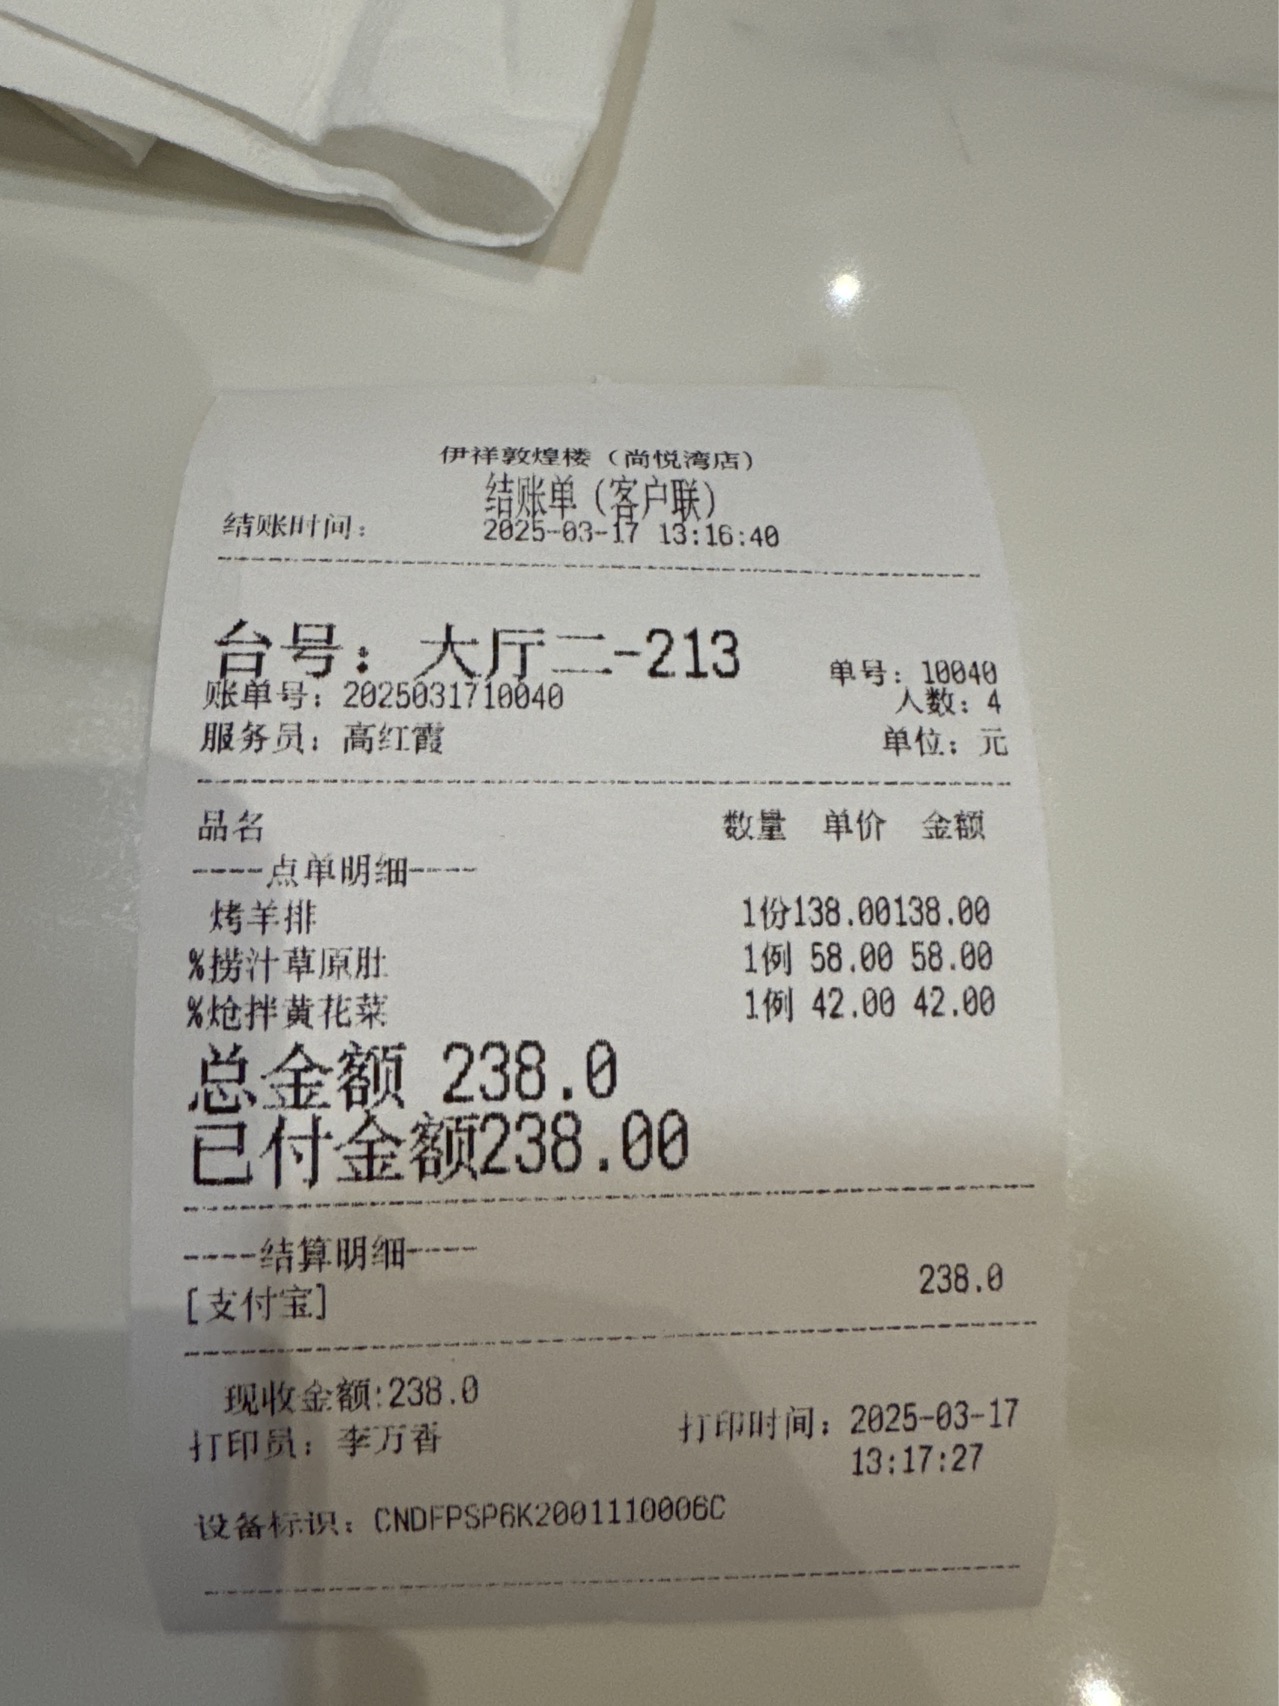 伊祥敦煌楼（尚悦湾店）
结账单（客户联）
结账时间： 2025-03-17 13:16:40
台号：大厅二-213 单号：10040
账单号：2025031710040 人数：4
服务员：高红霞 单位：元
品名 数量 单价 金额
----点单明细----
烤羊排 1份138.00138.00
%捞汁草原肚 1例 58.00 58.00
%炝拌黄花菜 1例 42.00 42.00
总金额 238.0
已付金额238.00
----结算明细----
[支付宝] 238.0
现收金额:238.0
打印员：李万香 打印时间：2025-03-17
13:17:27
设备标识：CNDFPSP6K2001110006C